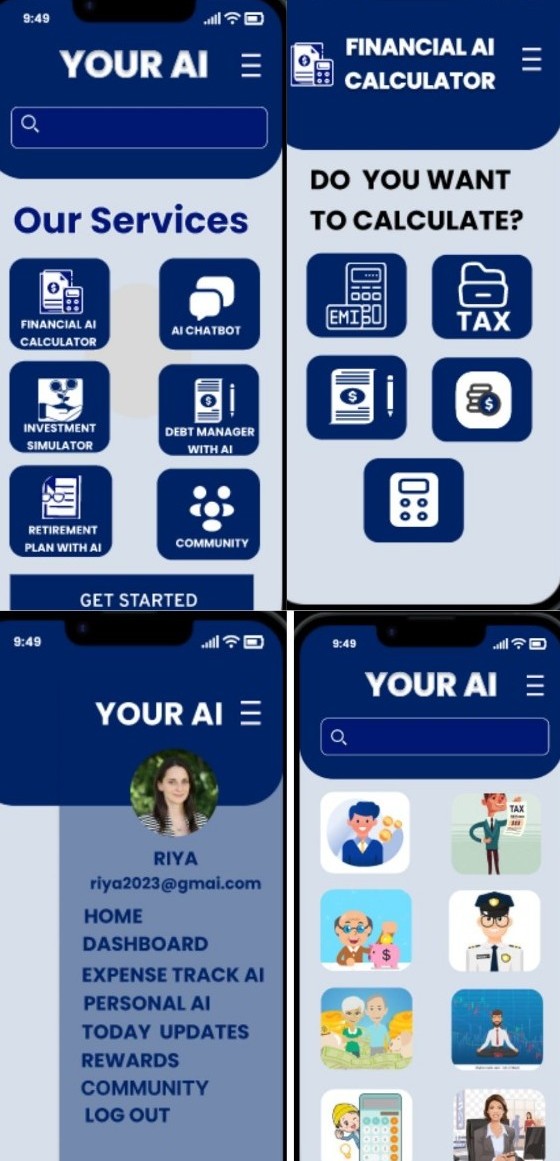 9:49
YOUR AI
Our Services
FINANCIAL AI
CALCULATOR
AI CHATBOT
INVESTMENT
SIMULATOR
DEBT MANAGER
WITH AI
RETIREMENT
PLAN WITH AI
COMMUNITY
GET STARTED
FINANCIAL AI
CALCULATOR
DO YOU WANT
TO CALCULATE?
EMI
TAX
9:49
YOUR AI
RIYA
riya2023@gmai.com
HOME
DASHBOARD
EXPENSE TRACK AI
PERSONAL AI
TODAY UPDATES
REWARDS
COMMUNITY
LOG OUT
9:49
YOUR AI
TAX